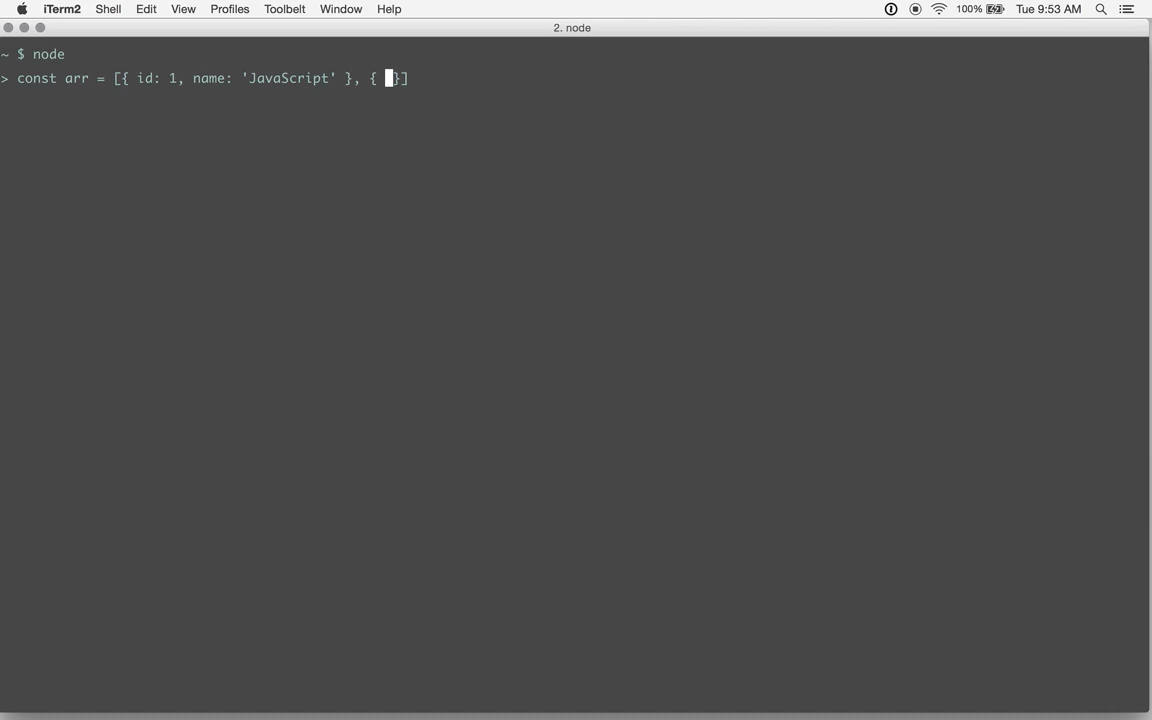 iTerm2 Shell Edit View Profiles Toolbelt Window Help 100% Tue 9:53 AM
2. node
~ $ node
> const arr = [{ id: 1, name: 'JavaScript' }, { }]